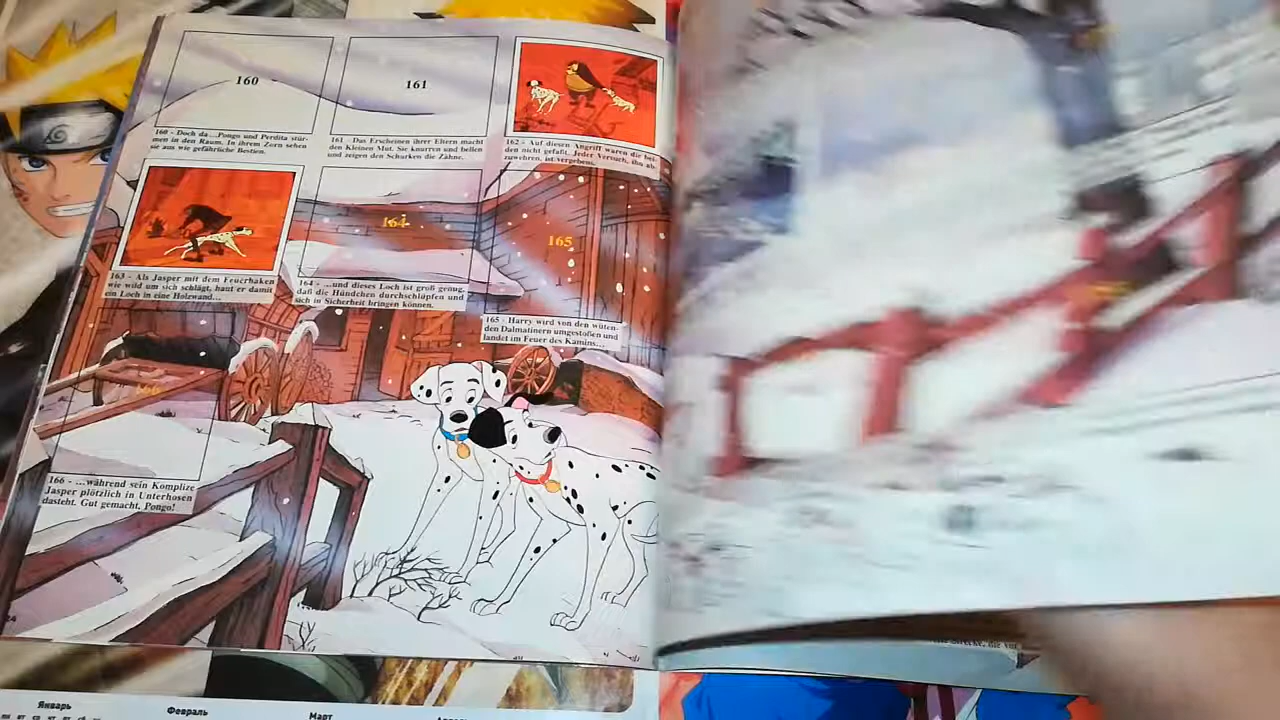 160
161
160 - Doch da...Pongo und Perdita stür-
men in den Raum. In ihrem Zorn sehen
sie aus wie gefährliche Bestien.
161 Das Erscheinen ihrer Eltern macht
den Kleinen Mut. Sie knurren und bellen
und zeigen den Schurken die Zähne.
162 - Auf diesen Angriff waren die bei-
den nicht gefaßt. Jeder Versuch, ihn ab-
zuwehren, ist vergebens.
164
165
163 - Als Jasper mit dem Feuerhaken
wie wild um sich schlägt, haut er damit
ein Loch in eine Holzwand...
164 - ...und dieses Loch ist groß genug,
daß die Hündchen durchschlüpfen und
sich in Sicherheit bringen können.
165 - Harry wird von den wüten-
den Dalmatinern umgestoßen und
landet im Feuer des Kamins...
166 - ...während sein Komplize
Jasper plötzlich in Unterhosen
dasteht. Gut gemacht, Pongo!
24
Январь
Февраль
Март